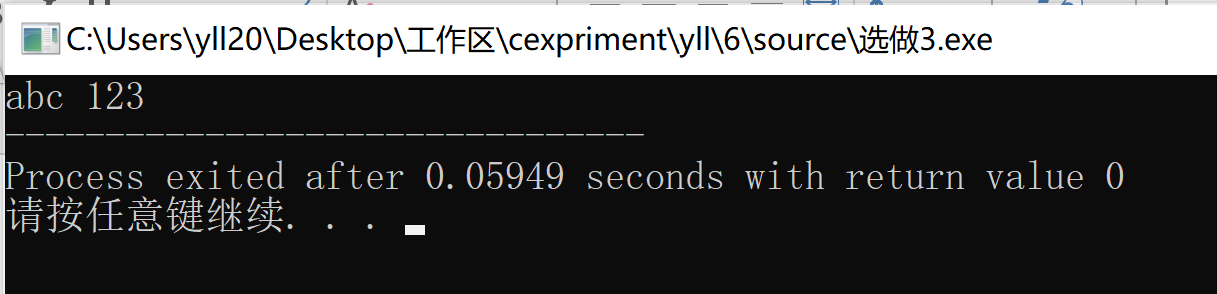 C:\Users\yll20\Desktop\工作区\cexpriment\yll\6\source\选做3.exe
abc 123
--------------------------------
Process exited after 0.05949 seconds with return value 0
请按任意键继续. . .